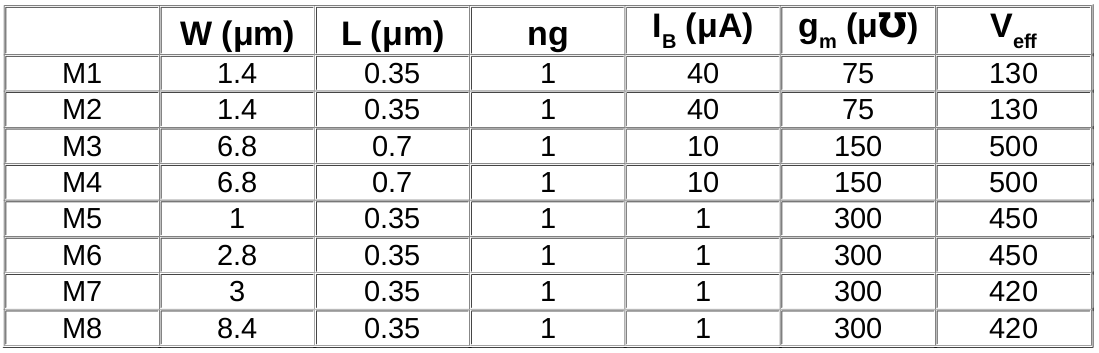 W (µm) L (µm) ng I_B (µA) g_m (µ℧) V_eff
M1 1.4 0.35 1 40 75 130
M2 1.4 0.35 1 40 75 130
M3 6.8 0.7 1 10 150 500
M4 6.8 0.7 1 10 150 500
M5 1 0.35 1 1 300 450
M6 2.8 0.35 1 1 300 450
M7 3 0.35 1 1 300 420
M8 8.4 0.35 1 1 300 420